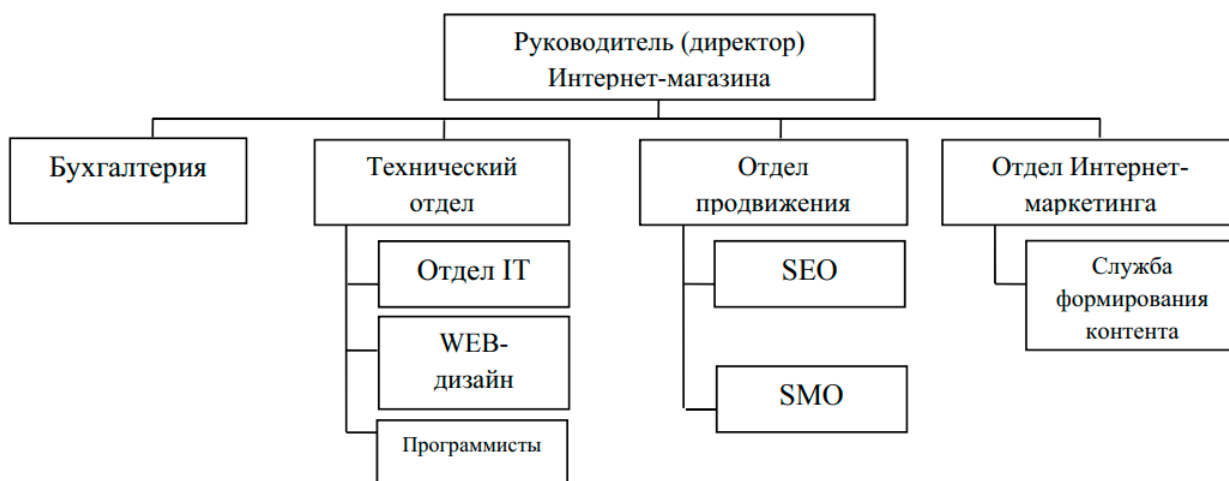 Руководитель (директор)
Интернет-магазина
Бухгалтерия
Технический
отдел
Отдел
продвижения
Отдел Интернет-
маркетинга
Отдел IT
WEB-
дизайн
Программисты
SEO
SMO
Служба
формирования
контента